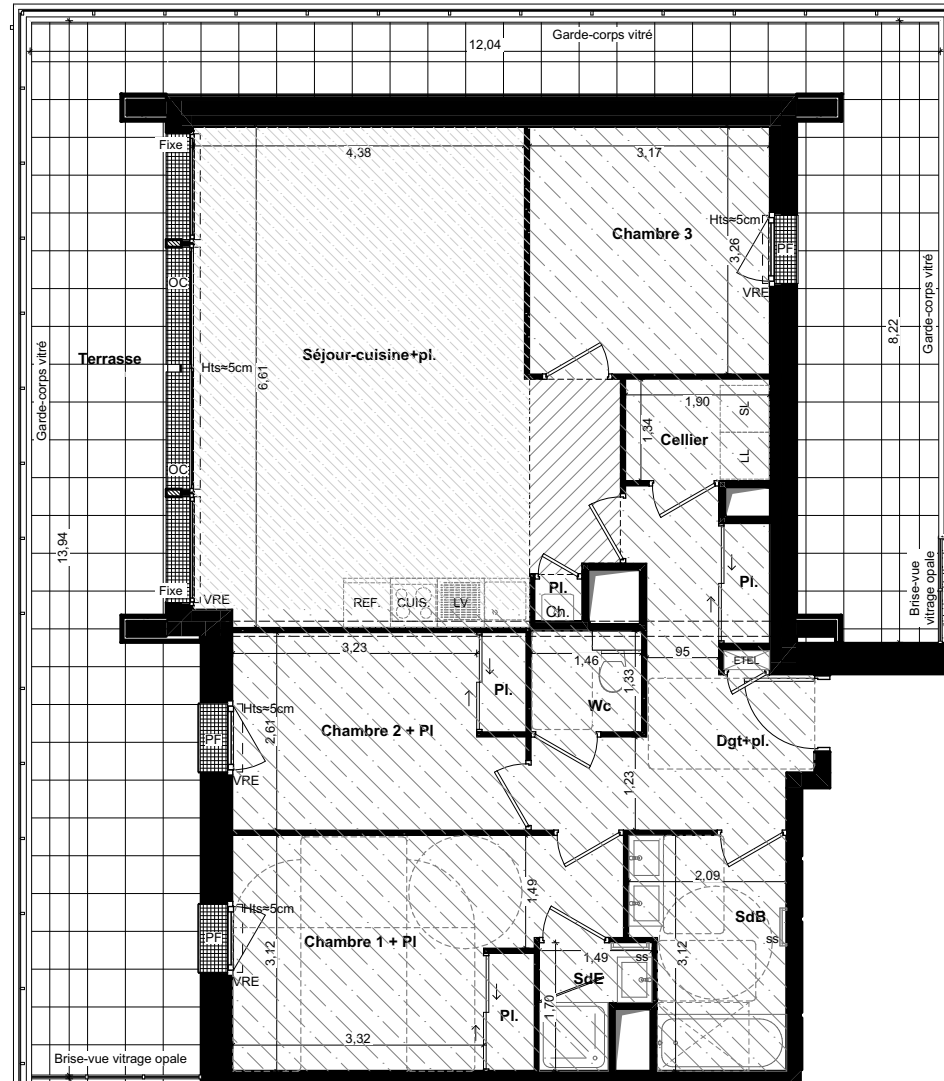 Garde-corps vitré
12,04
Fixe
4,38
3,17
Hts≈5cm
Chambre 3
3,26
PF
VRE
OC
Garde-corps vitré
8,22
Terrasse
Séjour-cuisine+pl.
Hts≈5cm
6,61
Garde-corps vitré
1,90
SL
1,34
Cellier
LL
OC
13,94
Fixe
VRE
REF.
CUIS.
LV
Pl.
Ch.
Pl.
Brise-vue
vitrage opale
3,23
1,46
95
ETEL
1,33
Pl.
Wc
Hts≈5cm
2,61
PF
Chambre 2 + Pl
Dgt+pl.
VRE
1,23
2,09
1,49
Hts≈5cm
SdB
PF
Chambre 1 + Pl
3,12
ss
3,12
1,49
ss
SdE
VRE
1,70
Pl.
3,32
Brise-vue vitrage opale